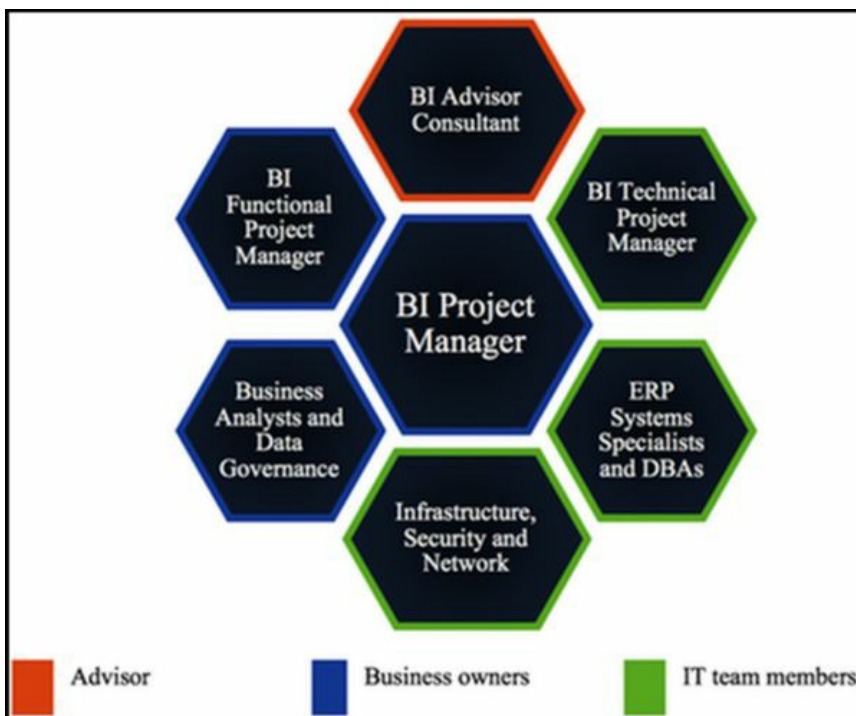 BI Advisor
Consultant
BI
Functional
Project
Manager
BI Technical
Project
Manager
BI Project
Manager
Business
Analysts and
Data
Governance
ERP
Systems
Specialists
and DBAs
Infrastructure,
Security and
Network
Advisor
Business owners
IT team members